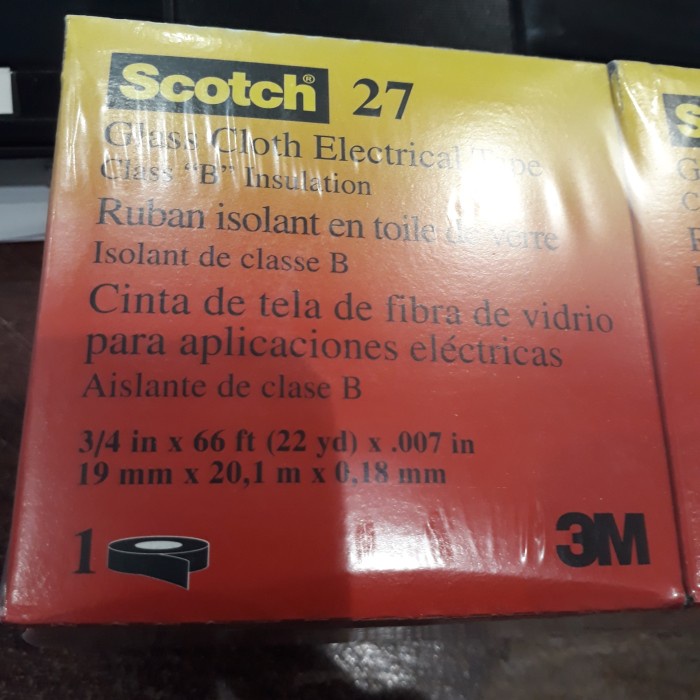 Scotch® 27
Glass Cloth Electrical Tape
Class "B" Insulation
Ruban isolant en toile de verre
Isolant de classe B
Cinta de tela de fibra de vidrio
para aplicaciones eléctricas
Aislante de clase B
3/4 in x 66 ft (22 yd) x .007 in
19 mm x 20,1 m x 0,18 mm
1
3M